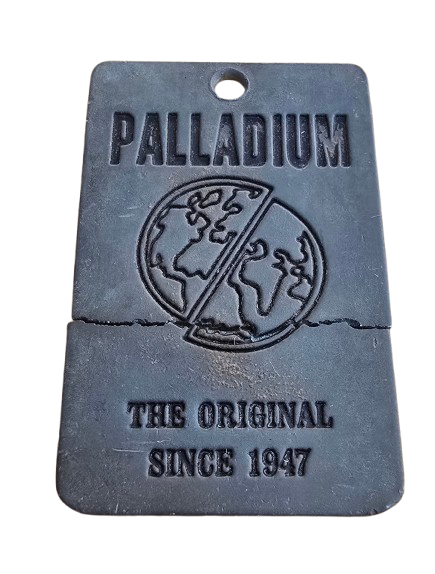 PALLADIUM
THE ORIGINAL
SINCE 1947